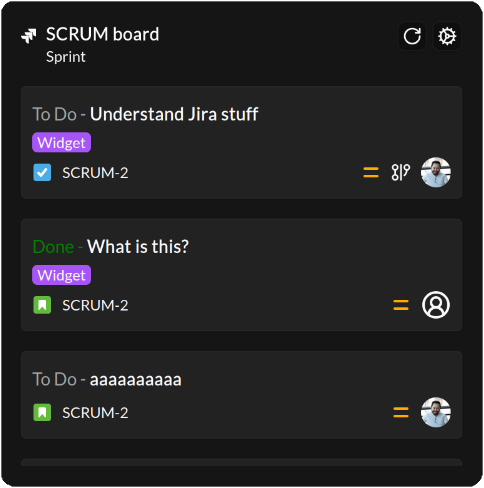 SCRUM board
Sprint
To Do - Understand Jira stuff
Widget
SCRUM-2
Done - What is this?
Widget
SCRUM-2
To Do - aaaaaaaaaa
SCRUM-2